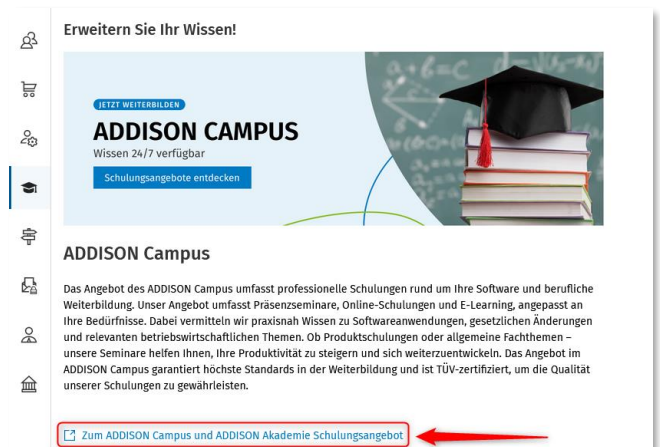 Erweitern Sie Ihr Wissen!
JETZT WEITERBILDEN
ADDISON CAMPUS
Wissen 24/7 verfügbar
Schulungsangebote entdecken
ADDISON Campus
Das Angebot des ADDISON Campus umfasst professionelle Schulungen rund um Ihre Software und berufliche
Weiterbildung. Unser Angebot umfasst Präsenzseminare, Online-Schulungen und E-Learning, angepasst an
Ihre Bedürfnisse. Dabei vermitteln wir praxisnah Wissen zu Softwareanwendungen, gesetzlichen Änderungen
und relevanten betriebswirtschaftlichen Themen. Ob Produktschulungen oder allgemeine Fachthemen –
unsere Seminare helfen Ihnen, Ihre Produktivität zu steigern und sich weiterzuentwickeln. Das Angebot im
ADDISON Campus garantiert höchste Standards in der Weiterbildung und ist TÜV-zertifiziert, um die Qualität
unserer Schulungen zu gewährleisten.
Zum ADDISON Campus und ADDISON Akademie Schulungsangebot